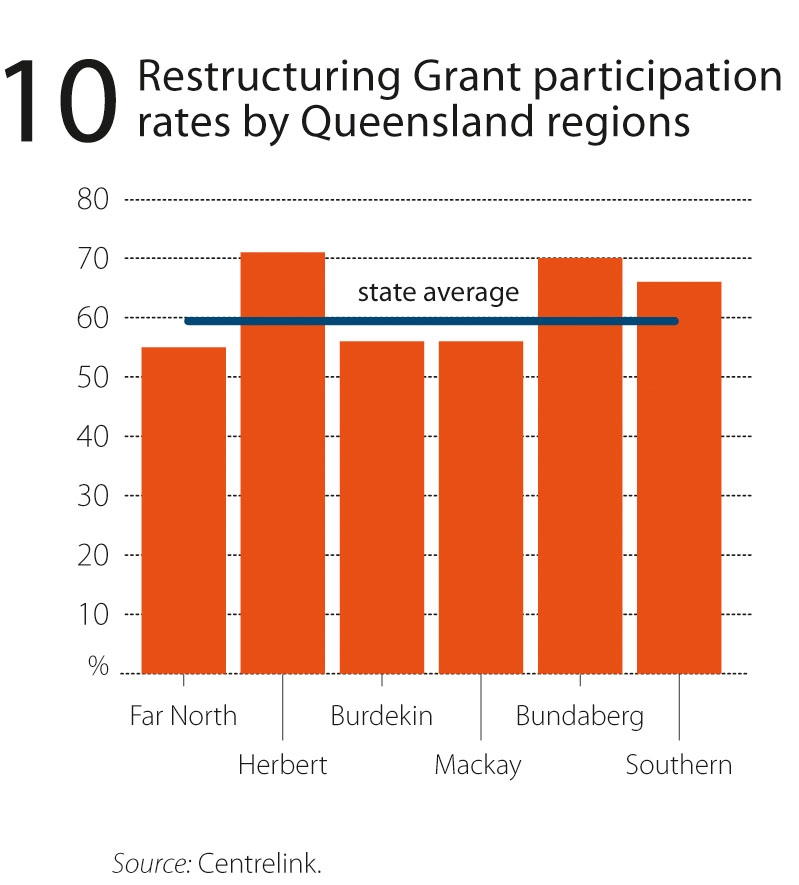 10
Restructuring Grant participation
rates by Queensland regions
80
70
state average
60
50
40
30
20
10
%
Far North
Burdekin
Bundaberg
Herbert
Mackay
Southern
Source: Centrelink.